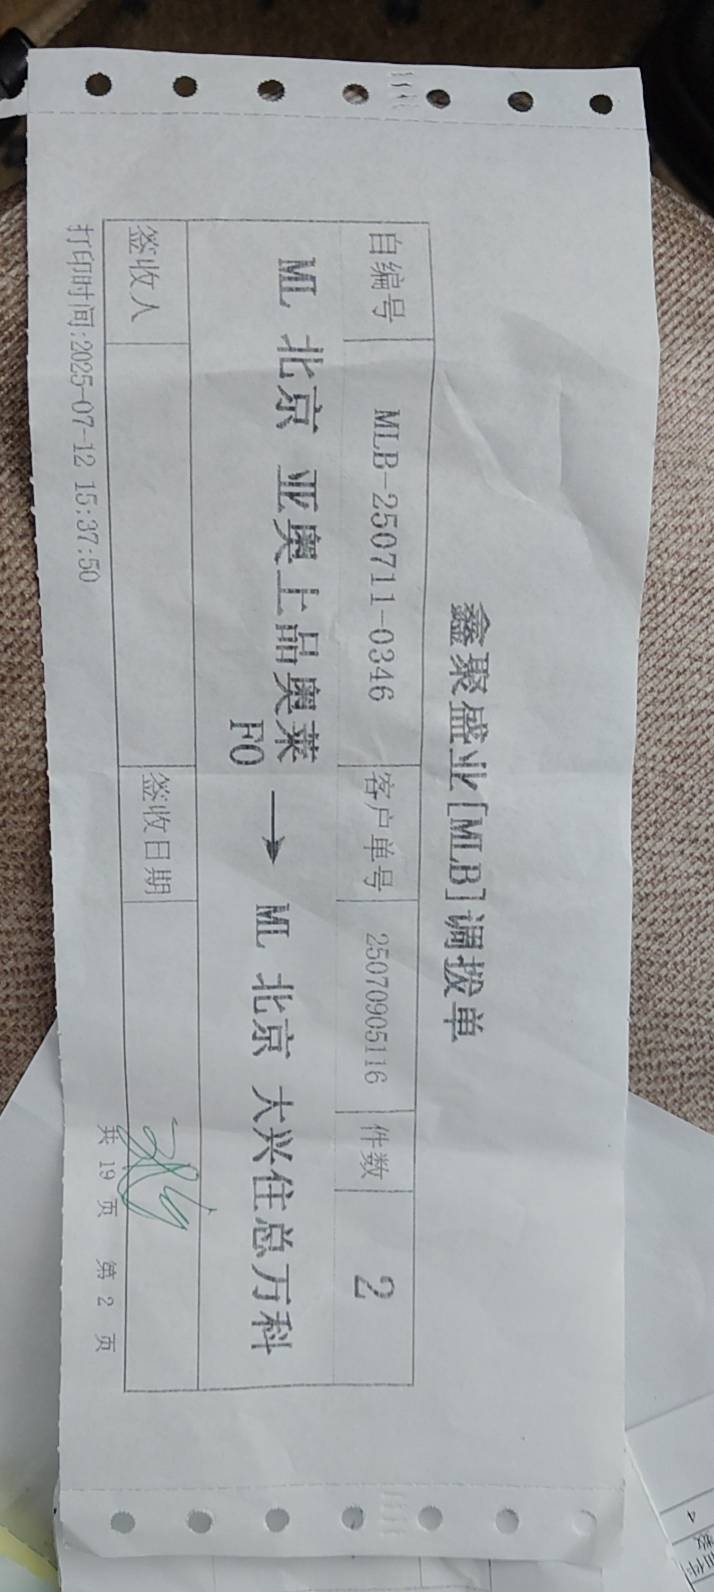 鑫聚盛业[MLB]调拨单
自编号 MLB-250711-0346 客户单号 25070905116 件数 2
ML 北京 亚奥上品奥莱FO → ML 北京 大兴住总万科
签收人 签收日期
打印时间:2025-07-12 15:37:50 共 19 页 第 2 页